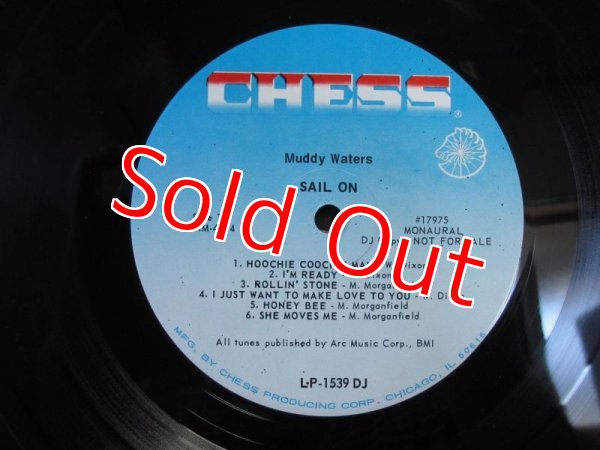 CHESS
®
Muddy Waters
SAIL ON
Sold Out
#17975
MONAURAL
DJ NOT FOR SALE
1. HOOCHIE COOCHIE
2. I'M READY -
3. ROLLIN' STONE - M. Morganfield
4. I JUST WANT TO MAKE LOVE TO YOU -
5. HONEY BEE - M. Morganfield
6. SHE MOVES ME - M. Morganfield
All tunes published by Arc Music Corp., BMI
LP-1539 DJ
MFG. BY CHESS PRODUCING CORP. CHICAGO, IL 60616